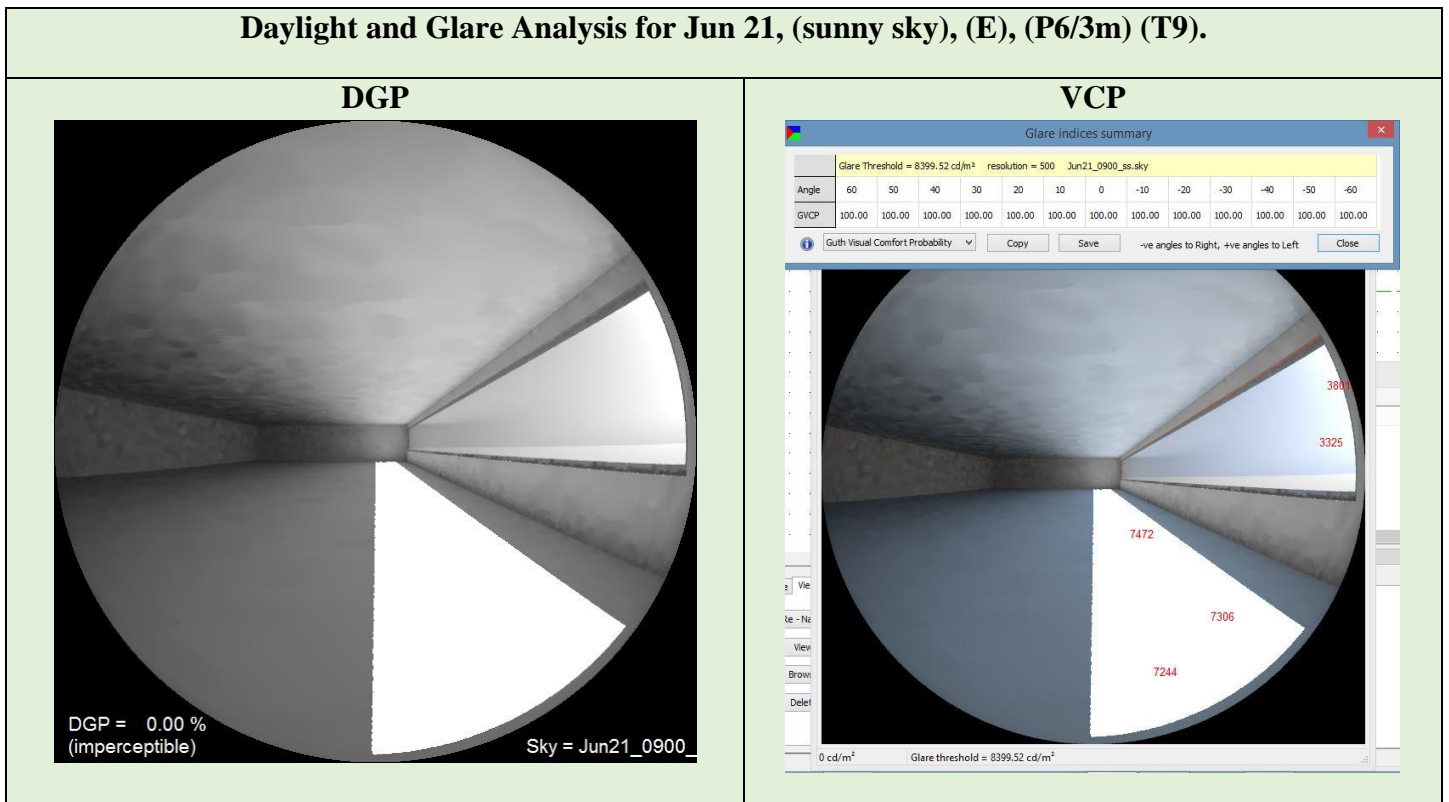 Daylight and Glare Analysis for Jun 21, (sunny sky), (E), (P6/3m) (T9).
DGP
DGP = 0.00 %
(imperceptible)
Sky = Jun21_0900_
VCP
Glare indices summary
Glare Threshold = 8399.52 cd/m² resolution = 500 Jun21_0900_ss.sky
Angle 60 50 40 30 20 10 0 -10 -20 -30 -40 -50 -60
GVCP 100.00 100.00 100.00 100.00 100.00 100.00 100.00 100.00 100.00 100.00 100.00 100.00 100.00
Guth Visual Comfort Probability Copy Save -ve angles to Right, +ve angles to Left Close
3801
3325
7472
7306
7244
Re - Na
View
Brows
Delet
0 cd/m² Glare threshold = 8399.52 cd/m²